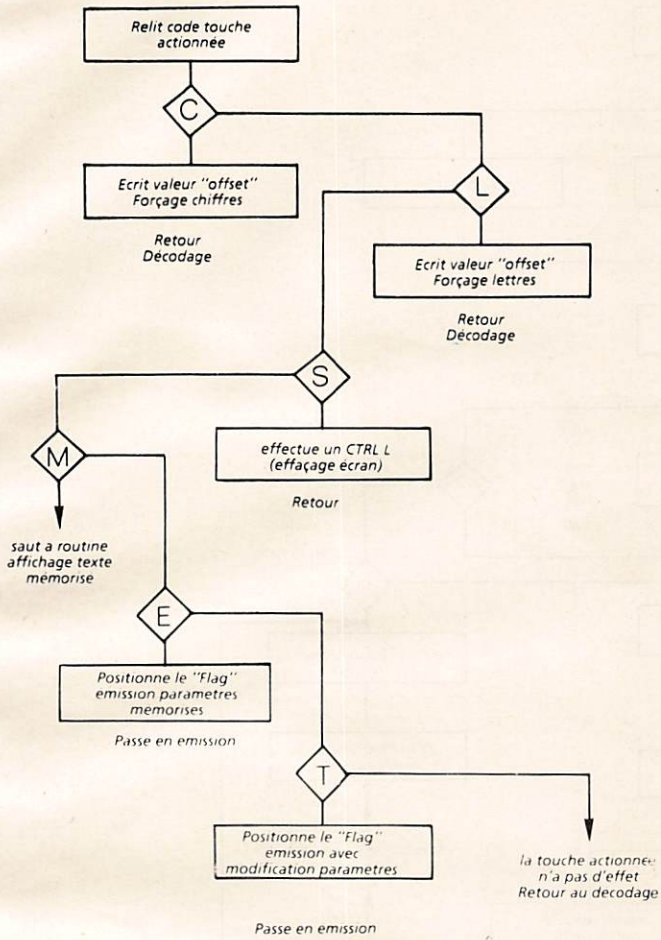 Relit code touche
actionnée
C
Ecrit valeur "offset"
Forçage chiffres
Retour
Décodage
L
Ecrit valeur "offset"
Forçage lettres
Retour
Décodage
S
effectue un CTRL L
(effaçage écran)
Retour
M
saut a routine
affichage texte
mémorisé
E
Positionne le "Flag"
emission parametres
memorises
Passe en emission
T
Positionne le "Flag"
emission avec
modification parametres
Passe en emission
la touche actionnée
n'a pas d'effet
Retour au decodage